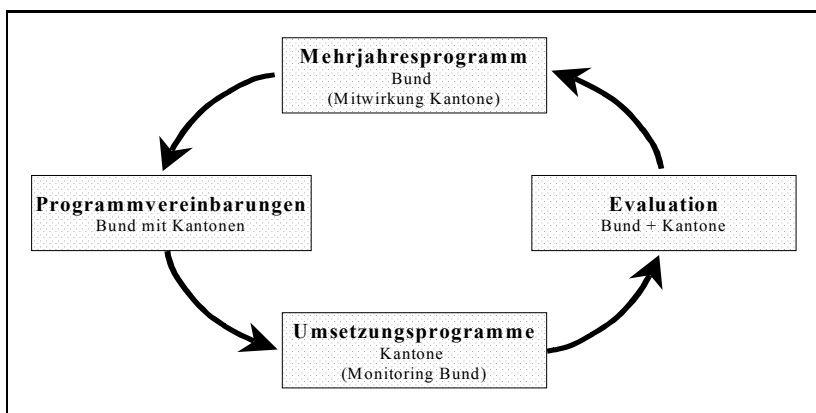 Mehrjahresprogramm
Bund
(Mitwirkung Kantone)
Programmvereinbarungen
Bund mit Kantonen
Evaluation
Bund + Kantone
Umsetzungsprogramme
Kantone
(Monitoring Bund)